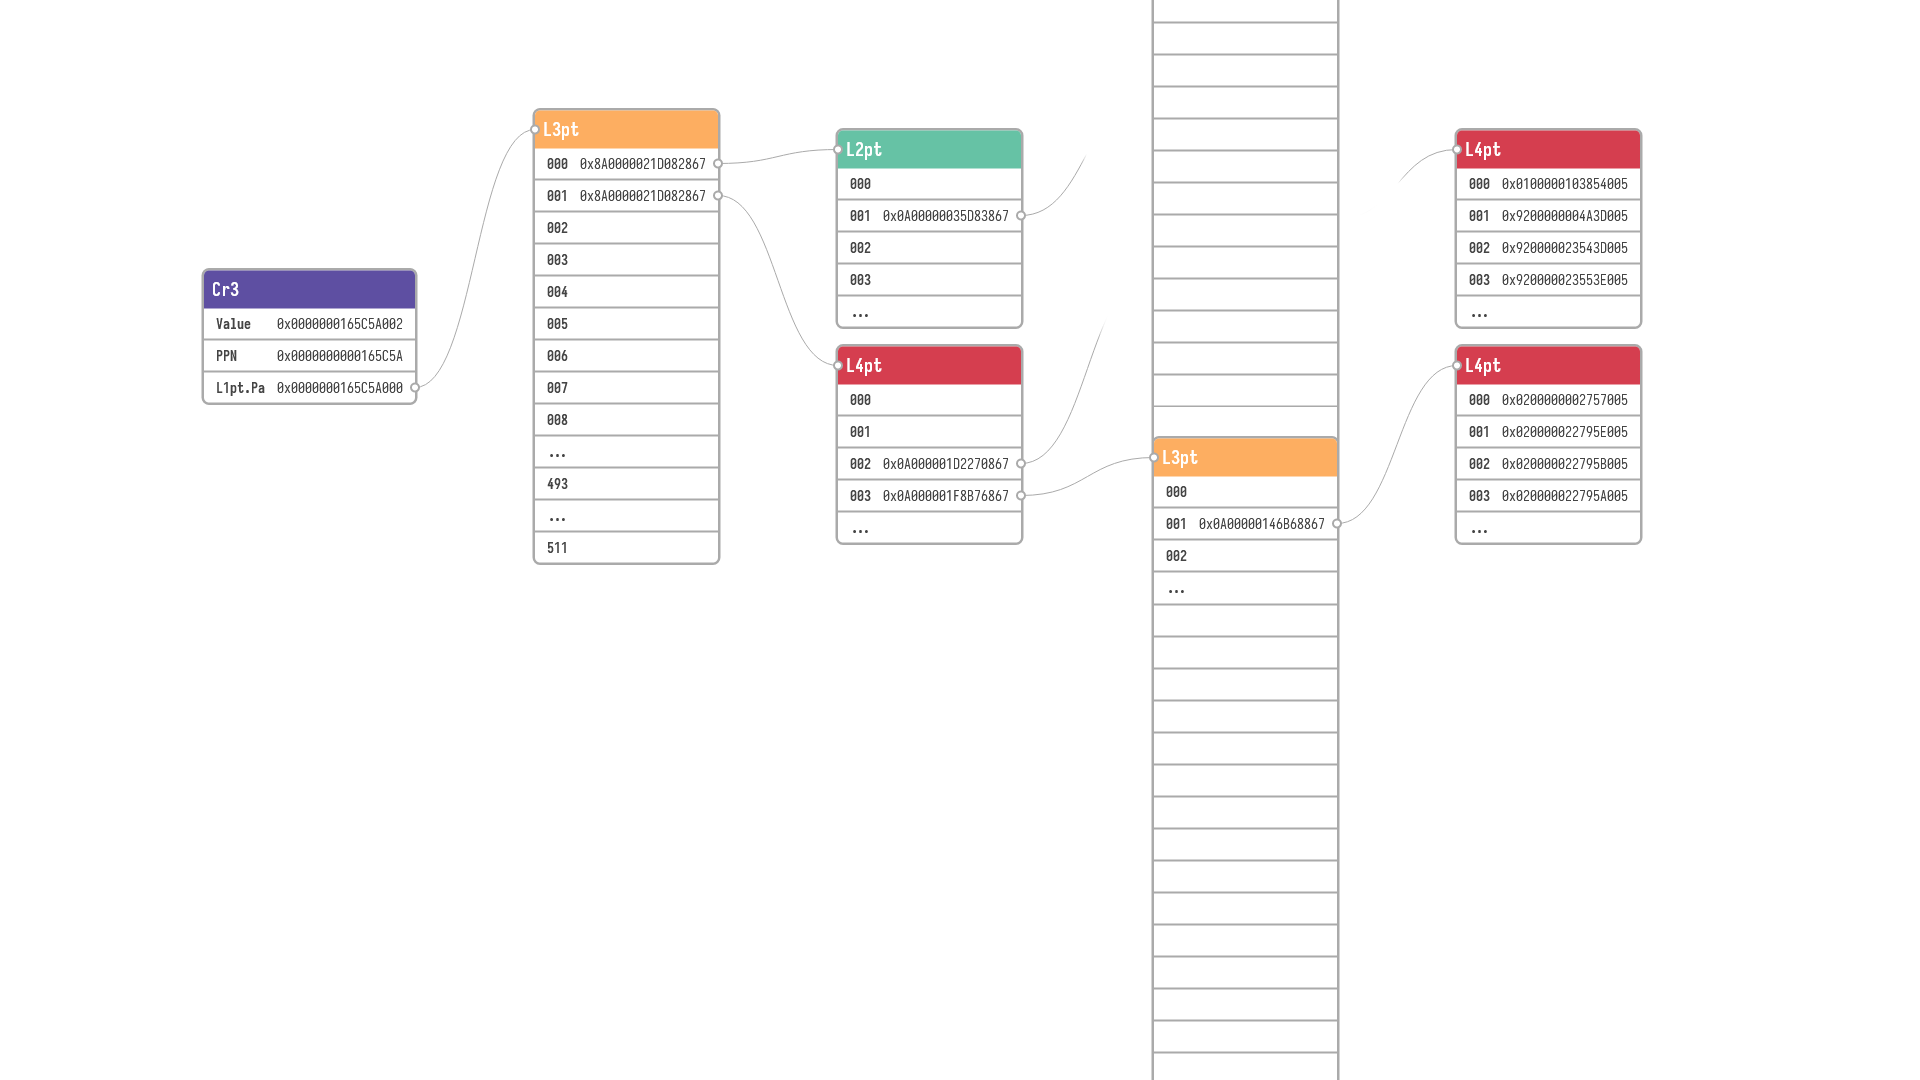 Cr3
Value 0x0000000165C5A002
PPN 0x0000000000165C5A
L1pt.Pa 0x0000000165C5A000
L3pt
000 0x8A0000021D082867
001 0x8A0000021D082867
002
003
004
005
006
007
008
...
493
...
511
L2pt
000
001 0x0A00000035D83867
002
003
...
L4pt
000
001
002 0x0A000001D2270867
003 0x0A000001F8B76867
...
L3pt
000
001 0x0A00000146B68867
002
...
L4pt
000 0x0100000103854005
001 0x9200000004A3D005
002 0x920000023543D005
003 0x920000023553E005
...
L4pt
000 0x0200000002757005
001 0x020000022795E005
002 0x020000022795B005
003 0x020000022795A005
...